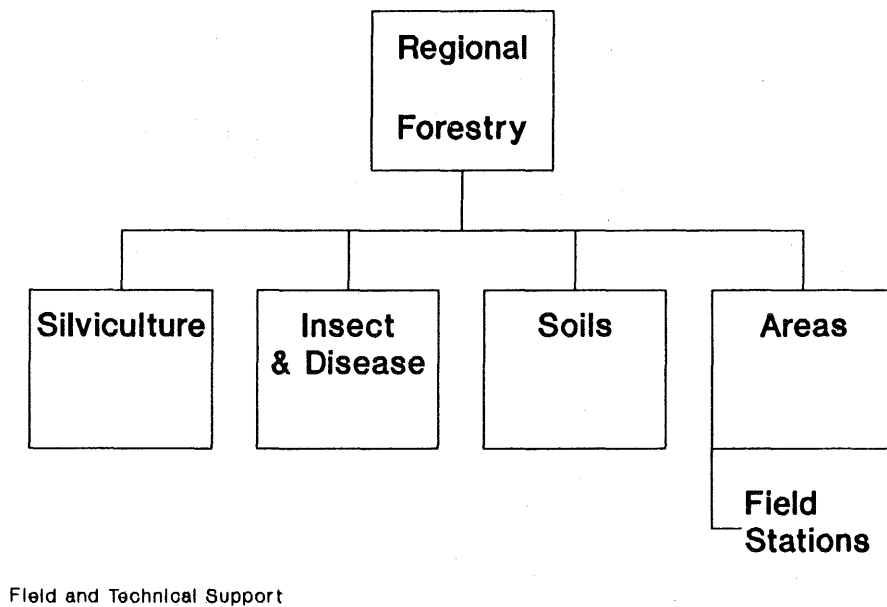 Regional
Forestry
Silviculture
Insect
& Disease
Soils
Areas
Field
Stations
Field and Technical Support